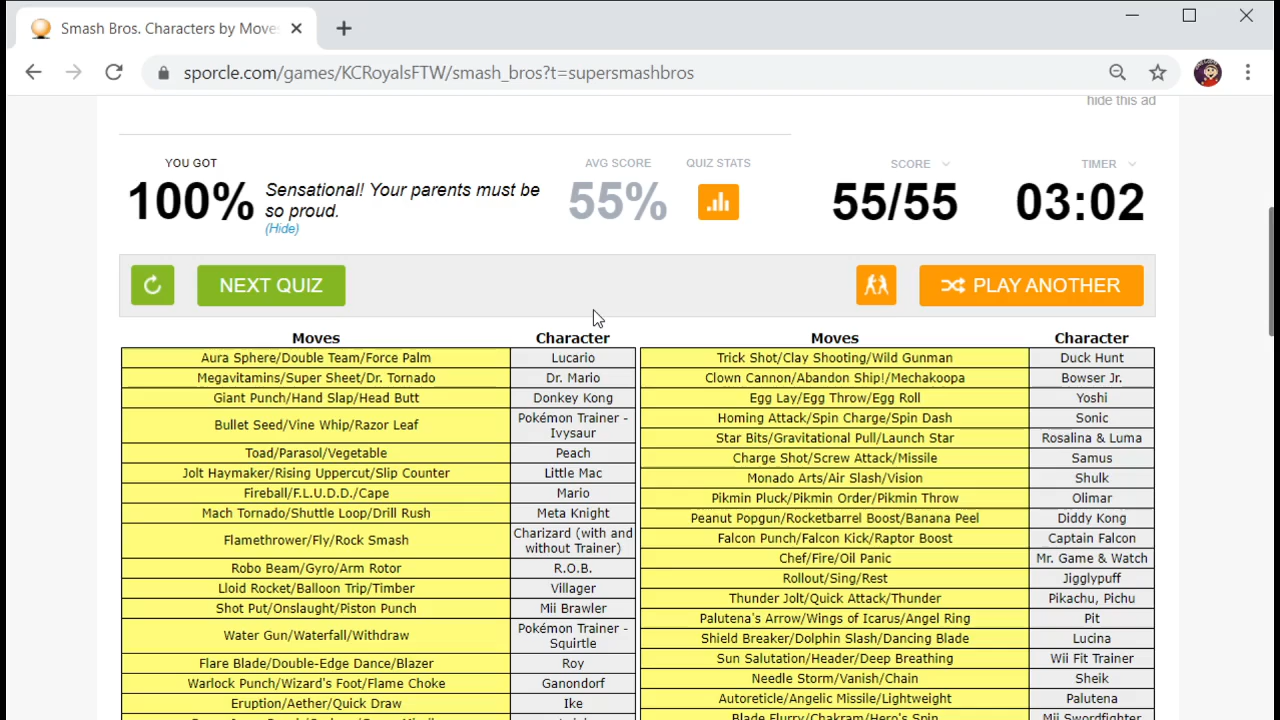 Smash Bros. Characters by Move
sporcle.com/games/KCRoyalsFTW/smash_bros?t=supersmashbros
hide this ad
YOU GOT
100%
Sensational! Your parents must be
so proud.
(Hide)
AVG SCORE
55%
QUIZ STATS
SCORE
55/55
TIMER
03:02
NEXT QUIZ
PLAY ANOTHER
Moves Character
Aura Sphere/Double Team/Force Palm Lucario
Megavitamins/Super Sheet/Dr. Tornado Dr. Mario
Giant Punch/Hand Slap/Head Butt Donkey Kong
Bullet Seed/Vine Whip/Razor Leaf Pokémon Trainer -
Ivysaur
Toad/Parasol/Vegetable Peach
Jolt Haymaker/Rising Uppercut/Slip Counter Little Mac
Fireball/F.L.U.D.D./Cape Mario
Mach Tornado/Shuttle Loop/Drill Rush Meta Knight
Flamethrower/Fly/Rock Smash Charizard (with and
without Trainer)
Robo Beam/Gyro/Arm Rotor R.O.B.
Lloid Rocket/Balloon Trip/Timber Villager
Shot Put/Onslaught/Piston Punch Mii Brawler
Water Gun/Waterfall/Withdraw Pokémon Trainer -
Squirtle
Flare Blade/Double-Edge Dance/Blazer Roy
Warlock Punch/Wizard's Foot/Flame Choke Ganondorf
Eruption/Aether/Quick Draw Ike
Moves Character
Trick Shot/Clay Shooting/Wild Gunman Duck Hunt
Clown Cannon/Abandon Ship!/Mechakoopa Bowser Jr.
Egg Lay/Egg Throw/Egg Roll Yoshi
Homing Attack/Spin Charge/Spin Dash Sonic
Star Bits/Gravitational Pull/Launch Star Rosalina & Luma
Charge Shot/Screw Attack/Missile Samus
Monado Arts/Air Slash/Vision Shulk
Pikmin Pluck/Pikmin Order/Pikmin Throw Olimar
Peanut Popgun/Rocketbarrel Boost/Banana Peel Diddy Kong
Falcon Punch/Falcon Kick/Raptor Boost Captain Falcon
Chef/Fire/Oil Panic Mr. Game & Watch
Rollout/Sing/Rest Jigglypuff
Thunder Jolt/Quick Attack/Thunder Pikachu, Pichu
Palutena's Arrow/Wings of Icarus/Angel Ring Pit
Shield Breaker/Dolphin Slash/Dancing Blade Lucina
Sun Salutation/Header/Deep Breathing Wii Fit Trainer
Needle Storm/Vanish/Chain Sheik
Autoreticle/Angelic Missile/Lightweight Palutena
Blade Flurry/Chakram/Hero's Spin Mii Swordfighter